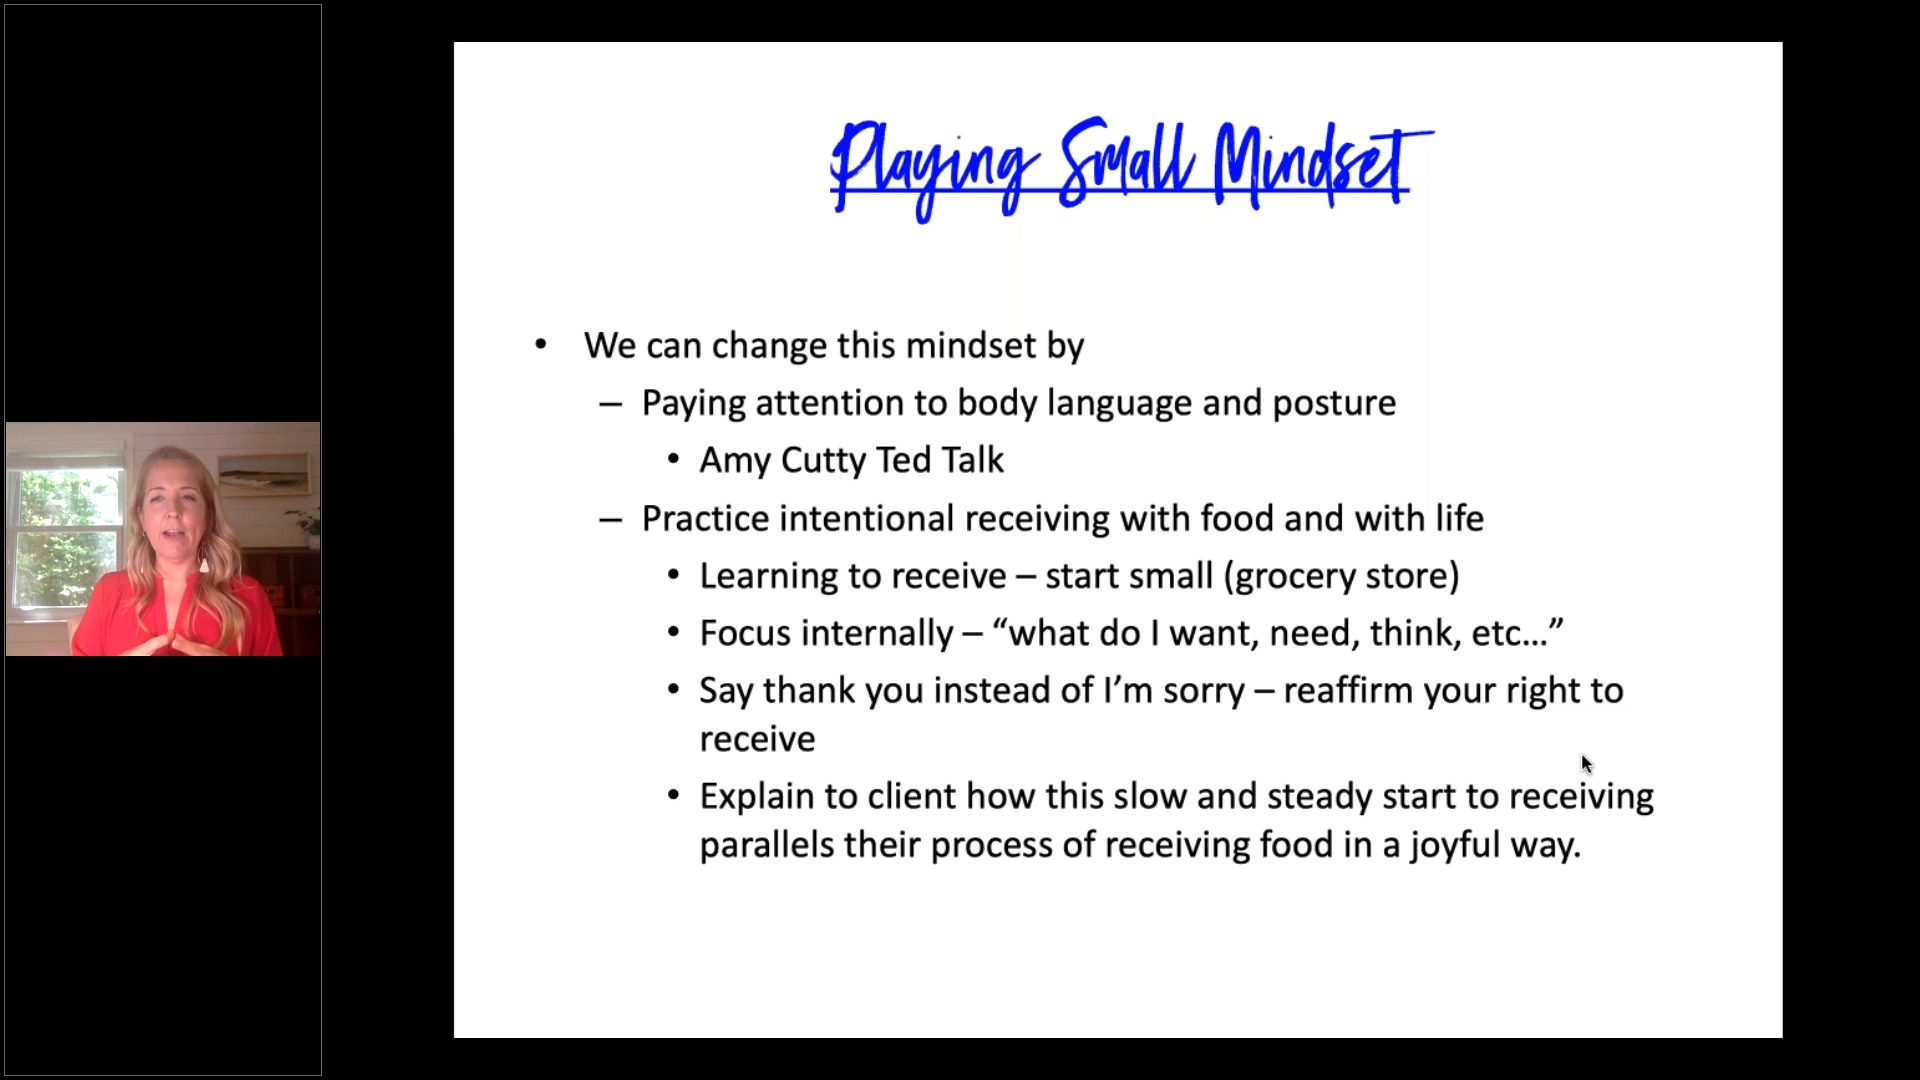 Playing Small Mindset
• We can change this mindset by
– Paying attention to body language and posture
• Amy Cutty Ted Talk
– Practice intentional receiving with food and with life
• Learning to receive – start small (grocery store)
• Focus internally – “what do I want, need, think, etc…”
• Say thank you instead of I’m sorry – reaffirm your right to
receive
• Explain to client how this slow and steady start to receiving
parallels their process of receiving food in a joyful way.